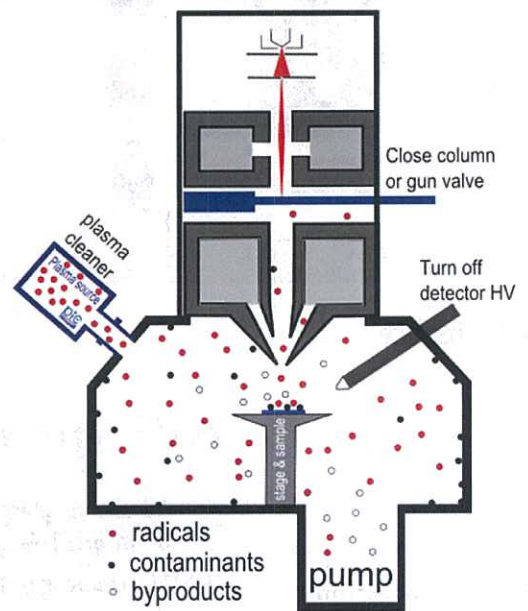 Close column
or gun valve
plasma
cleaner
Plasma source
pie
Turn off
detector HV
stage & sample
radicals
contaminants
byproducts
pump